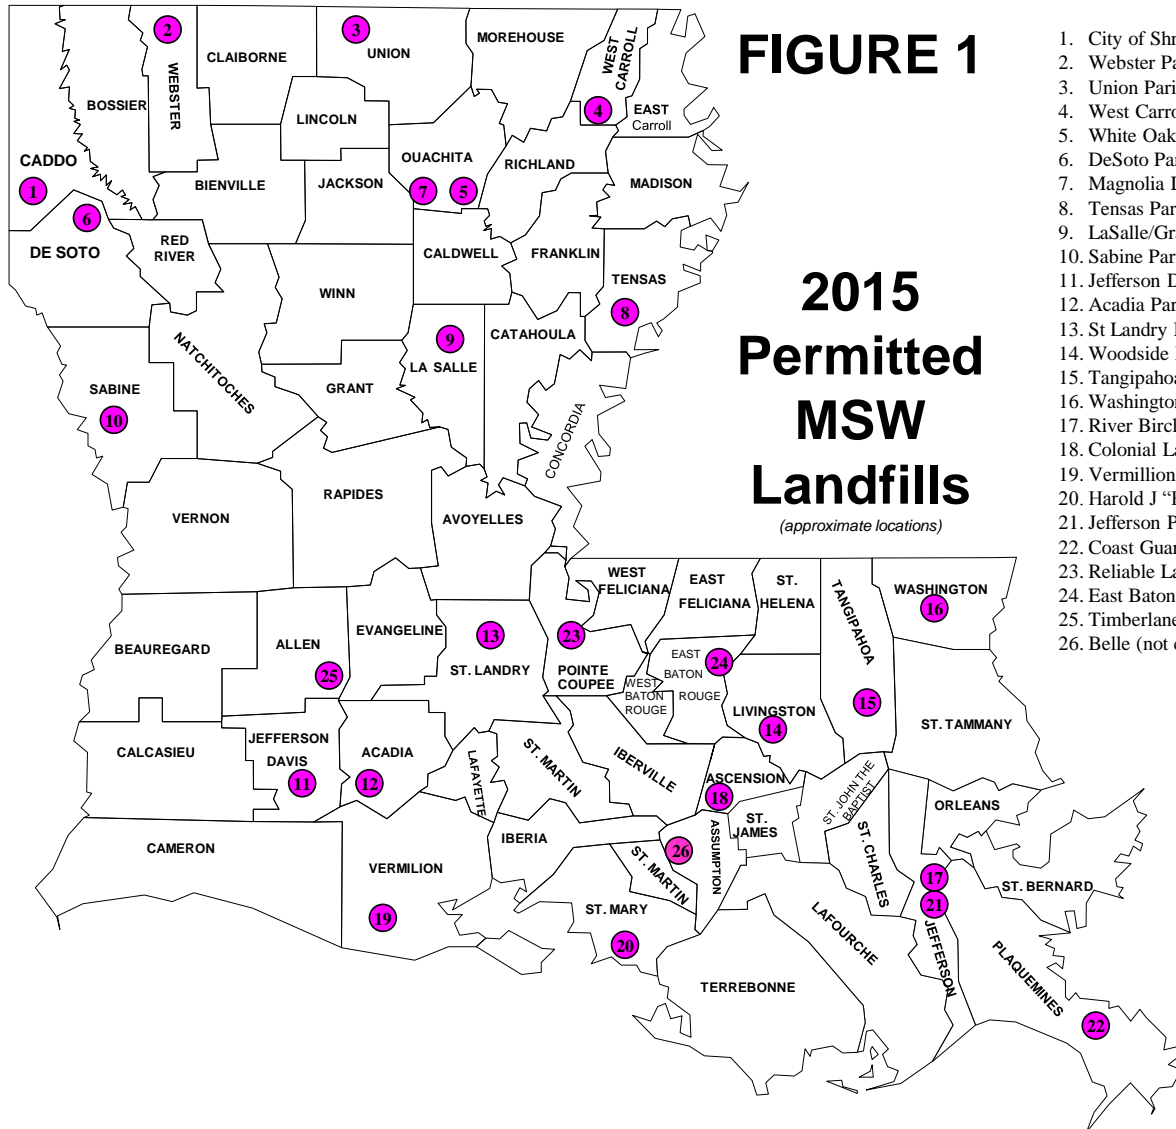 FIGURE 1
2015
Permitted
MSW
Landfills
(approximate locations)
1. City of
2. Webster Pa
3. Union Pari
4. West Carro
5. White Oak
6. DeSoto Par
7. Magnolia
8. Tensas Par
9. LaSalle/Gr
10. Sabine Par
11. Jefferson D
12. Acadia Par
13. St Landry
14. Woodside
15. Tangipahoa
16. Washington
17. River Birch
18. Colonial La
19. Vermillion
20. Harold J “
21. Jefferson P
22. Coast Guar
23. Reliable La
24. East Baton
25. Timberlane
26. Belle (not
2
3
UNION
CLAIBORNE
MOREHOUSE
WEST
CARROLL
WEBSTER
BOSSIER
4
EAST
Carroll
LINCOLN
CADDO
1
OUACHITA
7
5
RICHLAND
BIENVILLE
JACKSON
MADISON
6
DE SOTO
RED
RIVER
CALDWELL
FRANKLIN
TENSAS
8
WINN
NATCHITOCHES
9
LA SALLE
CATAHOULA
SABINE
10
GRANT
CONCORDIA
RAPIDES
VERNON
AVOYELLES
WEST
FELICIANA
EAST
FELICIANA
ST.
HELENA
TANGIPAHOA
WASHINGTON
16
BEAUREGARD
ALLEN
25
EVANGELINE
13
ST. LANDRY
23
POINTE
COUPEE
EAST
BATON
ROUGE
24
WEST
BATON
ROUGE
LIVINGSTON
14
15
ST. TAMMANY
CALCASIEU
JEFFERSON
DAVIS
11
ACADIA
12
LAFAYETTE
ST. MARTIN
IBERVILLE
ASCENSION
18
ST. JOHN THE
BAPTIST
ORLEANS
CAMERON
VERMILION
19
IBERIA
26
ST. MARTIN
ASSUMPTION
ST.
JAMES
ST. CHARLES
17
21
JEFFERSON
ST. BERNARD
ST. MARY
20
LAFOURCHE
PLAQUEMINES
TERREBONNE
22